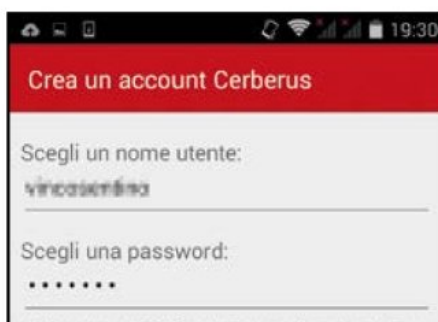 19:30
Crea un account Cerberus
Scegli un nome utente:
Scegli una password:
•••••••